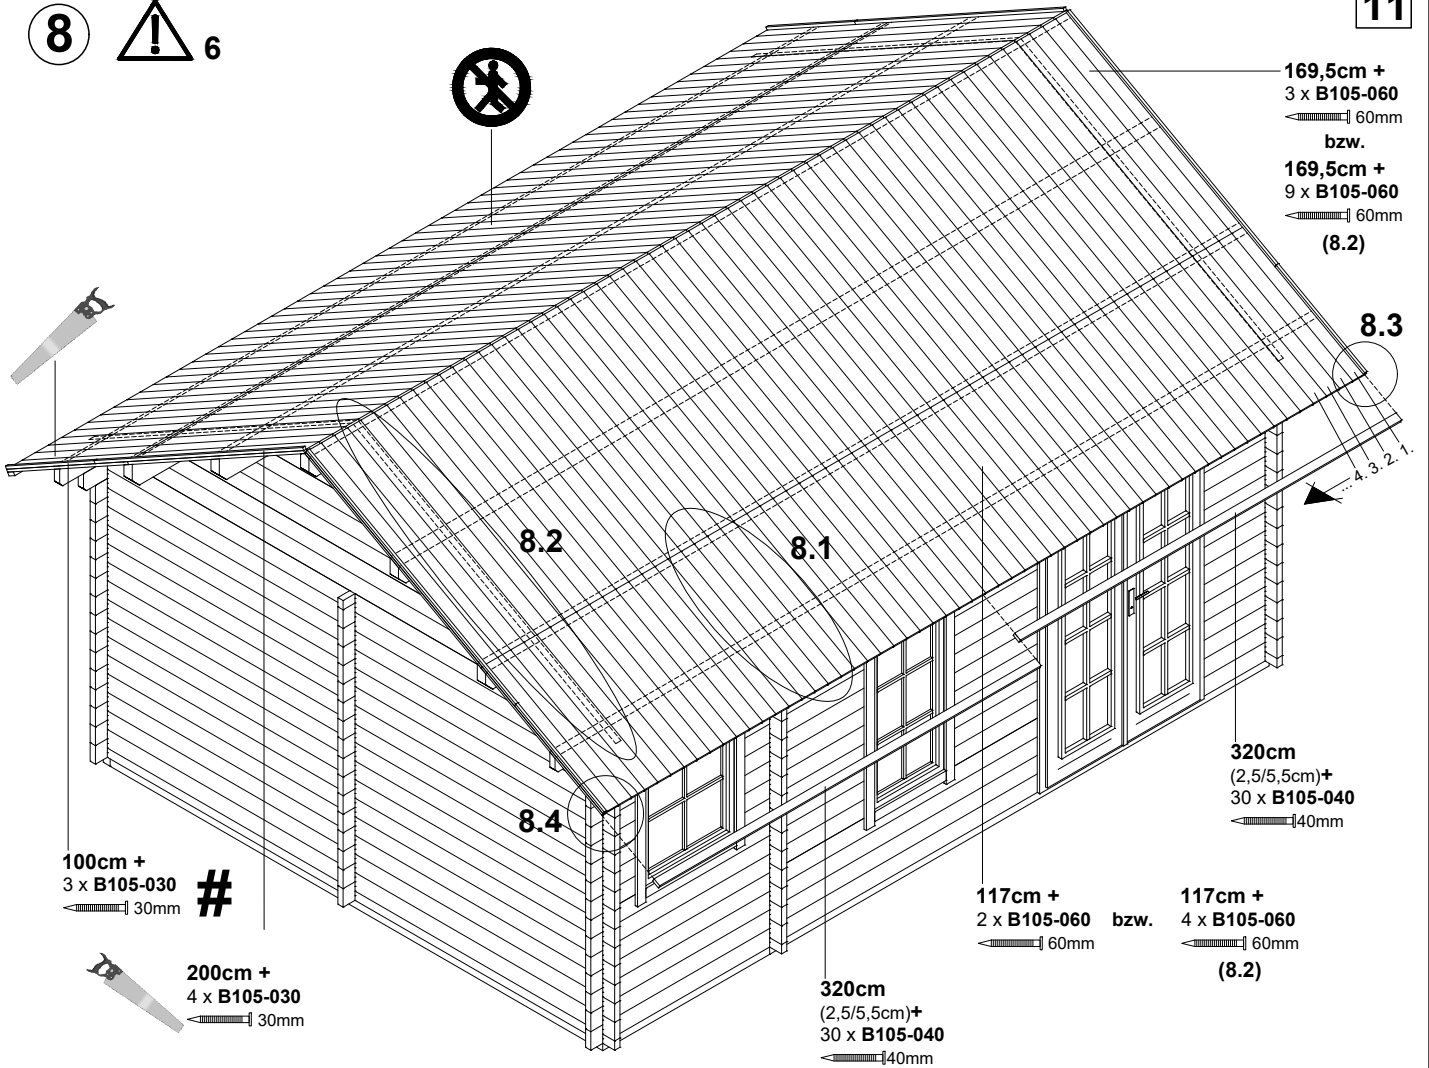 8
!
6
11
169,5cm +
3 x B105-060
60mm
bzw.
169,5cm +
9 x B105-060
60mm
(8.2)
8.3
... 4. 3. 2. 1.
8.2
8.1
8.4
320cm
(2,5/5,5cm)+
30 x B105-040
40mm
100cm +
3 x B105-030
30mm
#
117cm +
2 x B105-060
60mm
bzw.
117cm +
4 x B105-060
60mm
(8.2)
200cm +
4 x B105-030
30mm
320cm
(2,5/5,5cm)+
30 x B105-040
40mm